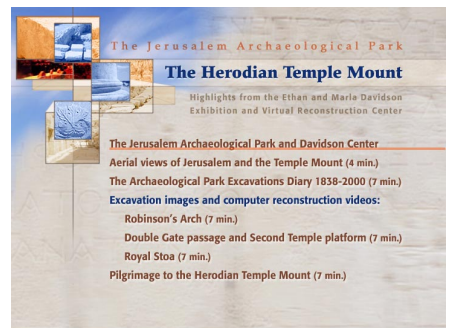 The Jerusalem Archaeological Park
The Herodian Temple Mount
Highlights from the Ethan and Marla Davidson
Exhibition and Virtual Reconstruction Center
The Jerusalem Archaeological Park and Davidson Center
Aerial views of Jerusalem and the Temple Mount (4 min.)
The Archaeological Park Excavations Diary 1838-2000 (7 min.)
Excavation images and computer reconstruction videos:
Robinson's Arch (7 min.)
Double Gate passage and Second Temple platform (7 min.)
Royal Stoa (7 min.)
Pilgrimage to the Herodian Temple Mount (7 min.)